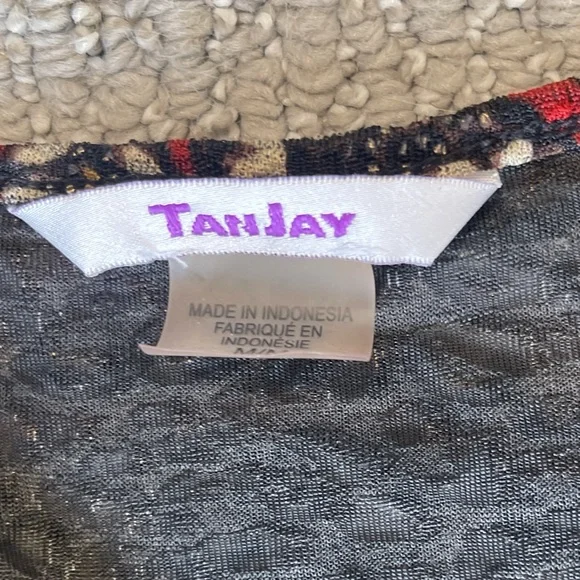 TANJAY
MADE IN INDONESIA
FABRIQUÉ EN
INDONÉSIE